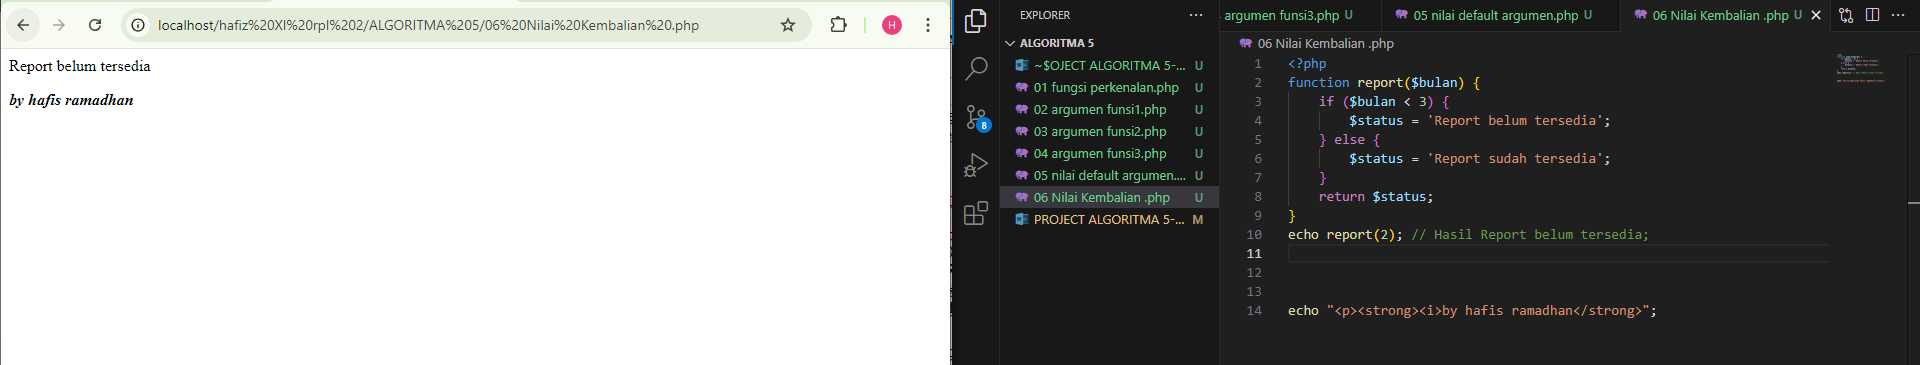 localhost/hafiz%20XI%20rpl%202/ALGORITMA%205/06%20Nilai%20Kembalian%20.php
H
Report belum tersedia
by hafis ramadhan
8
EXPLORER
ALGORITMA 5
~$OJECT ALGORITMA 5-... U
01 fungsi perkenalan.php U
02 argumen funsi1.php U
03 argumen funsi2.php U
04 argumen funsi3.php U
05 nilai default argumen.... U
06 Nilai Kembalian .php U
PROJECT ALGORITMA 5-... M
argumen funsi3.php U
05 nilai default argumen.php U
06 Nilai Kembalian .php U
06 Nilai Kembalian .php
1 <?php
2 function report($bulan) {
3 if ($bulan < 3) {
4 $status = 'Report belum tersedia';
5 } else {
6 $status = 'Report sudah tersedia';
7 }
8 return $status;
9 }
10 echo report(2); // Hasil Report belum tersedia;
11
12
13
14 echo "<p><strong><i>by hafis ramadhan</strong>";